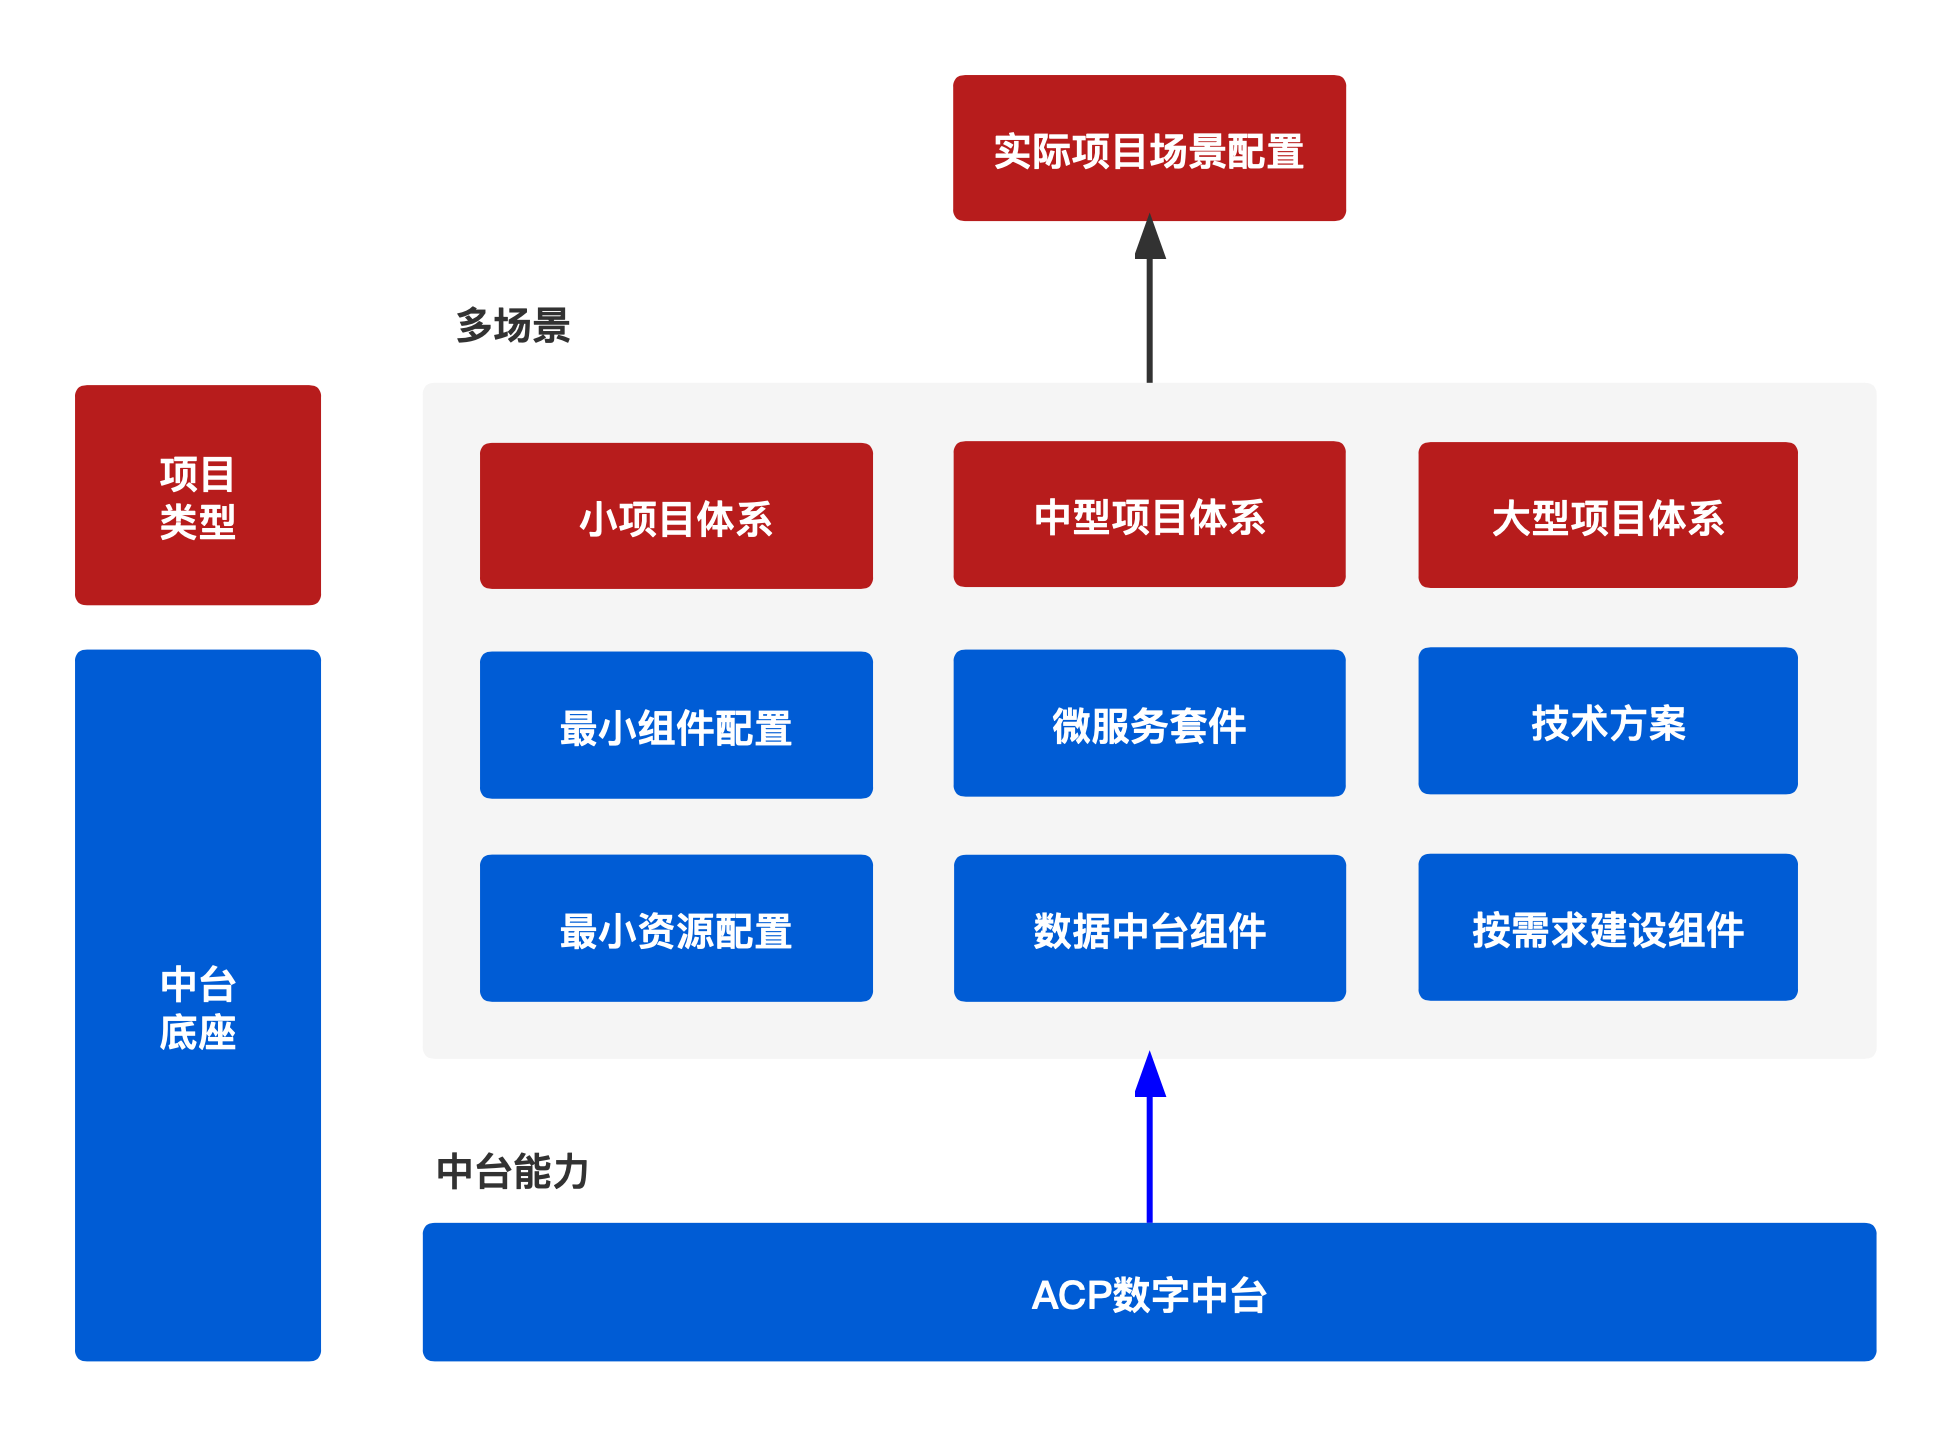 实际项目场景配置
多场景
项目
类型
小项目体系
中型项目体系
大型项目体系
最小组件配置
微服务套件
技术方案
最小资源配置
数据中台组件
按需求建设组件
中台
底座
中台能力
ACP数字中台